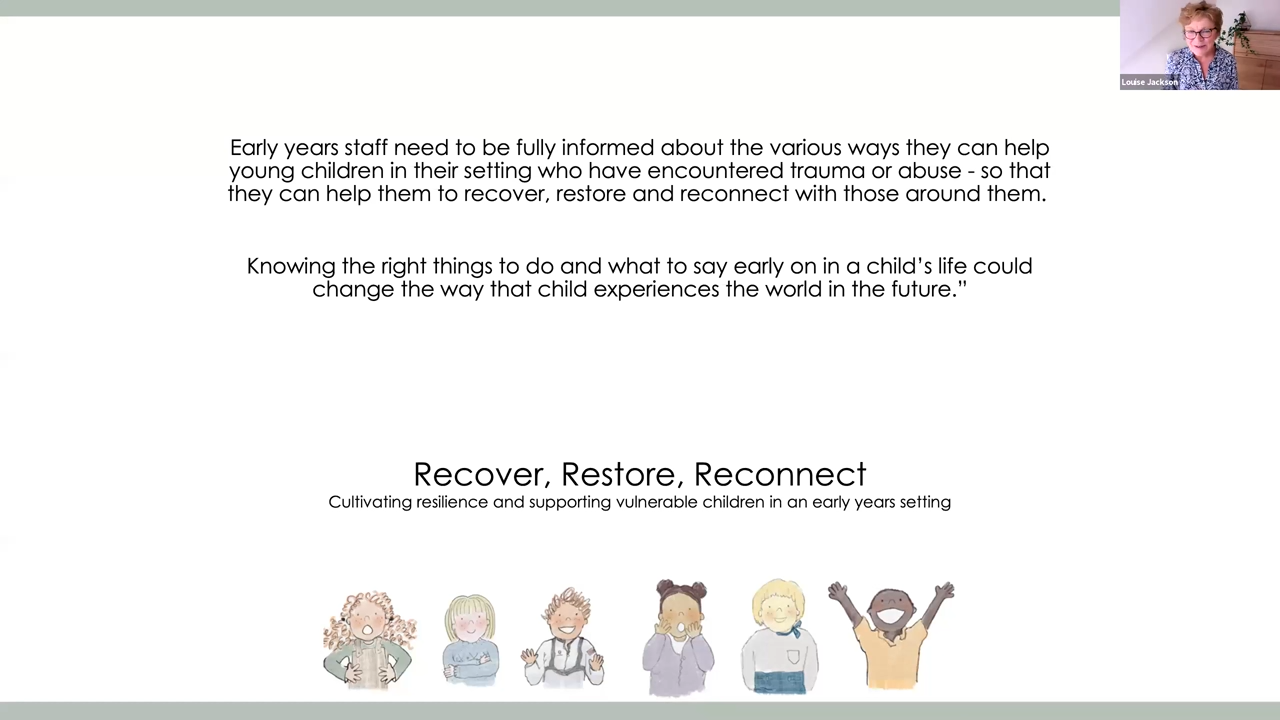 Louise Jackson
Early years staff need to be fully informed about the various ways they can help
young children in their setting who have encountered trauma or abuse - so that
they can help them to recover, restore and reconnect with those around them.
Knowing the right things to do and what to say early on in a child’s life could
change the way that child experiences the world in the future.”
Recover, Restore, Reconnect
Cultivating resilience and supporting vulnerable children in an early years setting